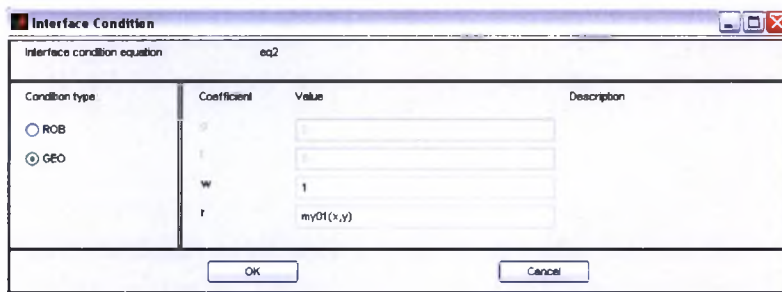 Interface Condition
Interface condition equation eq2
Condition type Coefficient Value Description
ROB
GEO
w 1
r my01(x,y)
OK Cancel